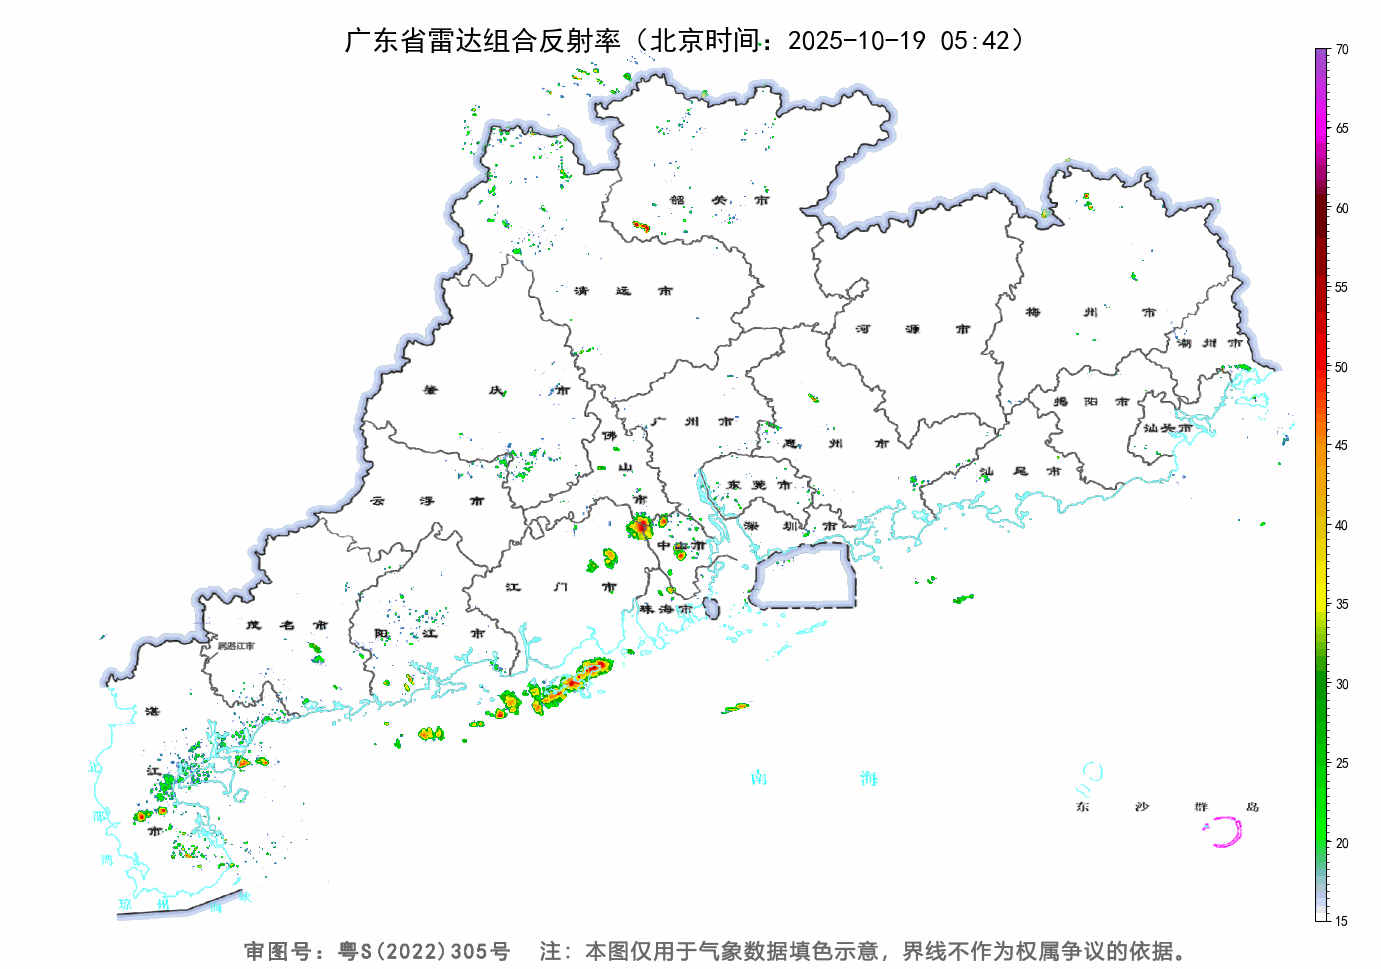 广东省雷达组合反射率（北京时间：2025-10-19 05:42）
70
65
60
55
50
45
40
35
30
25
20
15
韶关市
清远市
河源市
梅州市
潮州市
肇庆市
广州市
惠州市
揭阳市
汕头市
佛山市
云浮市
东莞市
汕尾市
深圳市
中山市
江门市
珠海市
茂名市
属湛江市
阳江市
湛江市
北部湾
南海
东沙群岛
琼州海峡
审图号：粤S(2022)305号 注：本图仅用于气象数据填色示意，界线不作为权属争议的依据。